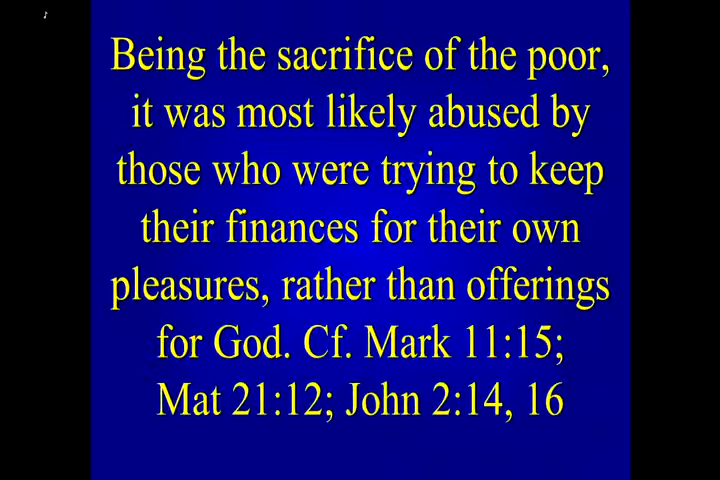 Being the sacrifice of the poor,
it was most likely abused by
those who were trying to keep
their finances for their own
pleasures, rather than offerings
for God. Cf. Mark 11:15;
Mat 21:12; John 2:14, 16